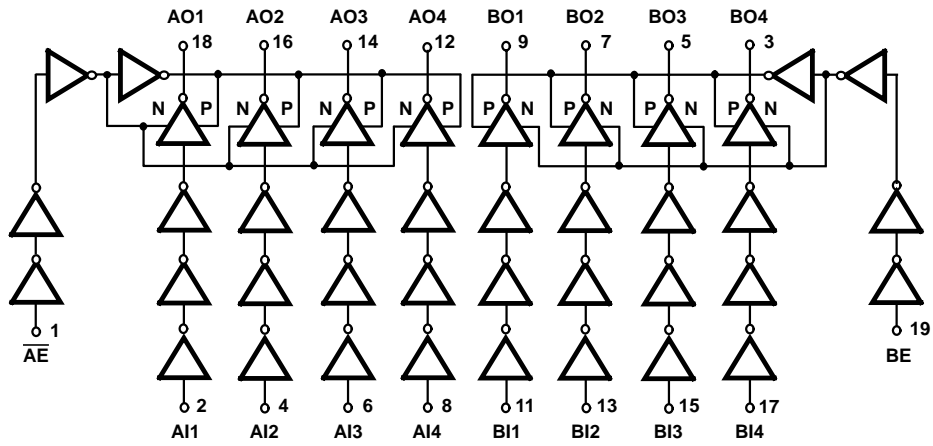 AO1 AO2 AO3 AO4 BO1 BO2 BO3 BO4
18 16 14 12 9 7 5 3
N P N P N P N P P N P N P N P N
1 19
AE BE
2 4 6 8 11 13 15 17
AI1 AI2 AI3 AI4 BI1 BI2 BI3 BI4